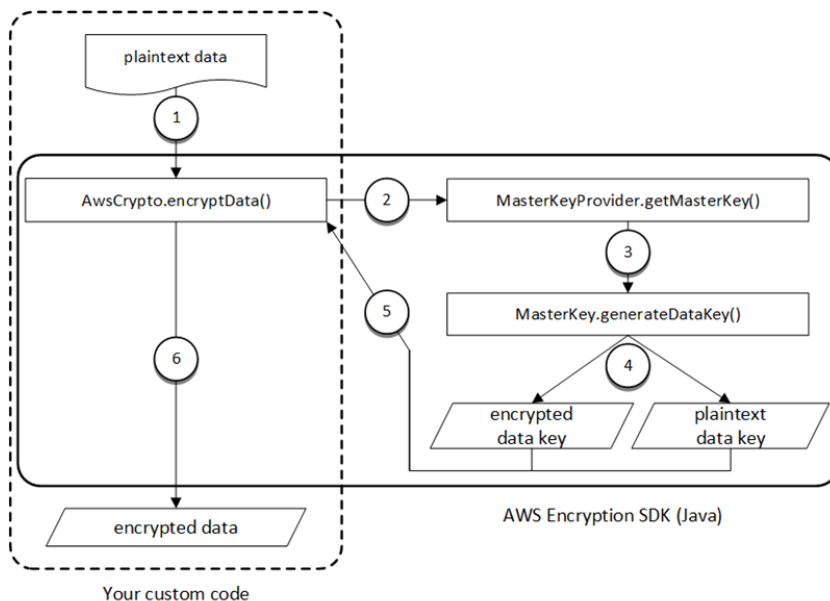 plaintext data
1
AwsCrypto.encryptData()
2
MasterKeyProvider.getMasterKey()
3
5
MasterKey.generateDataKey()
6
4
encrypted
data key
plaintext
data key
encrypted data
AWS Encryption SDK (Java)
Your custom code